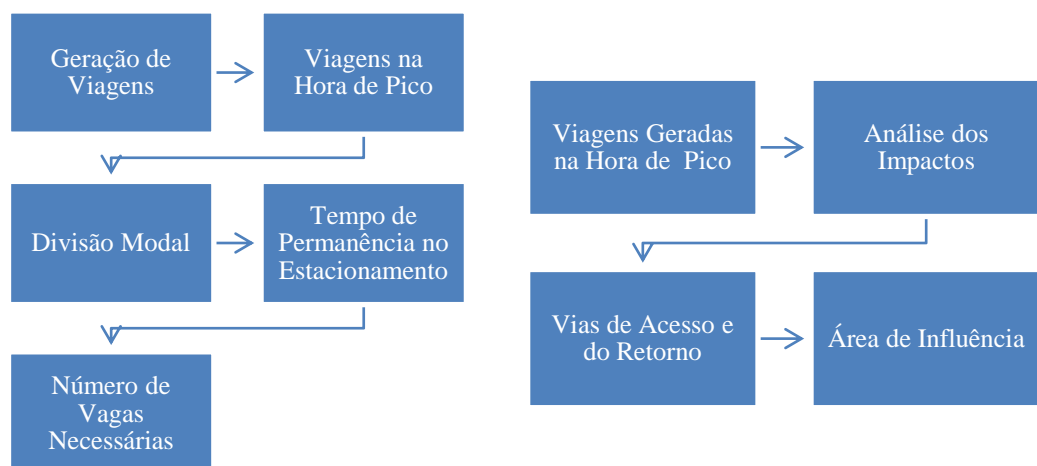 Geração de
Viagens
Viagens na
Hora de Pico
Divisão Modal
Tempo de
Permanência no
Estacionamento
Número de
Vagas
Necessárias
Viagens Geradas
na Hora de Pico
Análise dos
Impactos
Vias de Acesso e
do Retorno
Área de Influência